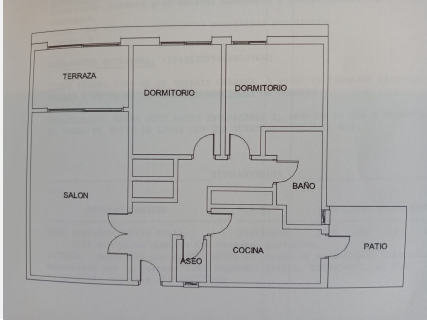 TERRAZA
DORMITORIO
DORMITORIO
SALON
BAÑO
COCINA
ASEO
PATIO